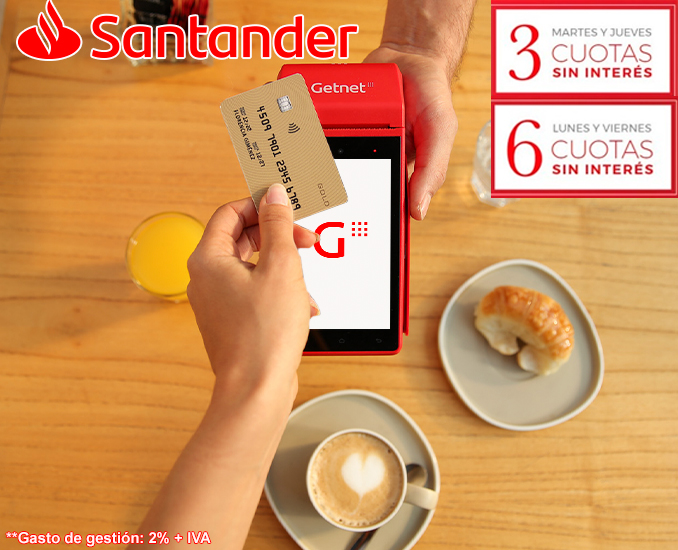 Santander
3 MARTES Y JUEVES
CUOTAS
SIN INTERÉS
6 LUNES Y VIERNES
CUOTAS
SIN INTERÉS
Getnet
GOLD
G
**Gasto de gestión: 2% + IVA